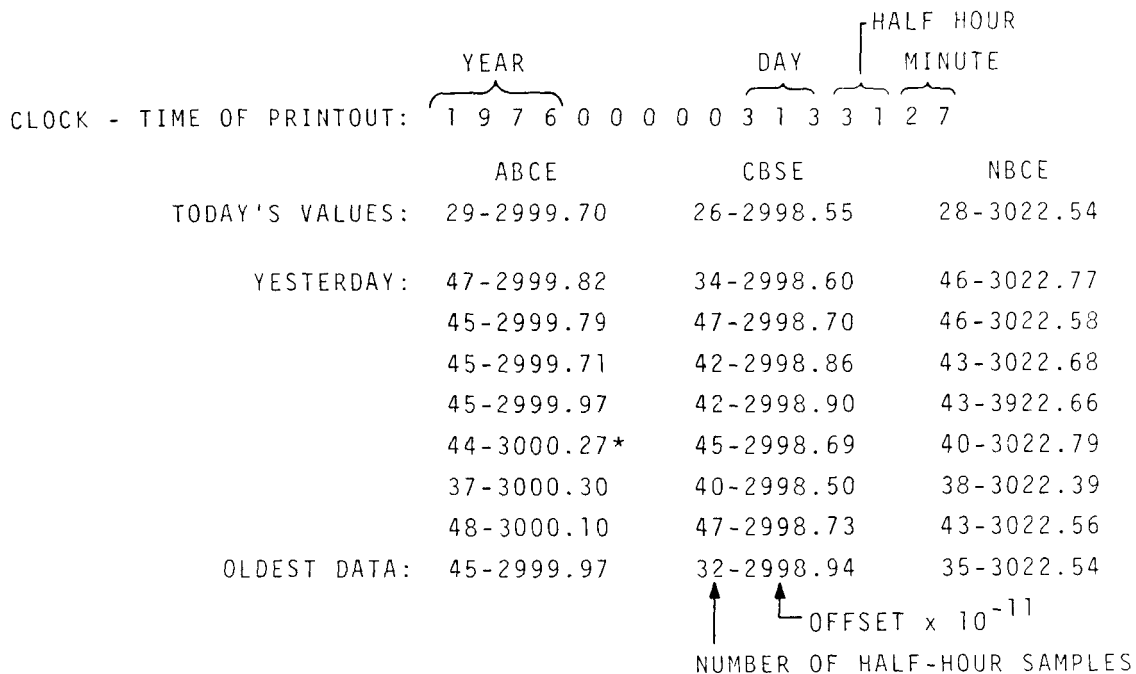 HALF HOUR
YEAR DAY MINUTE
CLOCK - TIME OF PRINTOUT: 1 9 7 6 0 0 0 0 0 3 1 3 3 1 2 7
ABCE CBSE NBCE
TODAY'S VALUES: 29-2999.70 26-2998.55 28-3022.54
YESTERDAY: 47-2999.82 34-2998.60 46-3022.77
45-2999.79 47-2998.70 46-3022.58
45-2999.71 42-2998.86 43-3022.68
45-2999.97 42-2998.90 43-3922.66
44-3000.27* 45-2998.69 40-3022.79
37-3000.30 40-2998.50 38-3022.39
48-3000.10 47-2998.73 43-3022.56
OLDEST DATA: 45-2999.97 32-2998.94 35-3022.54
OFFSET x 10-11
NUMBER OF HALF-HOUR SAMPLES